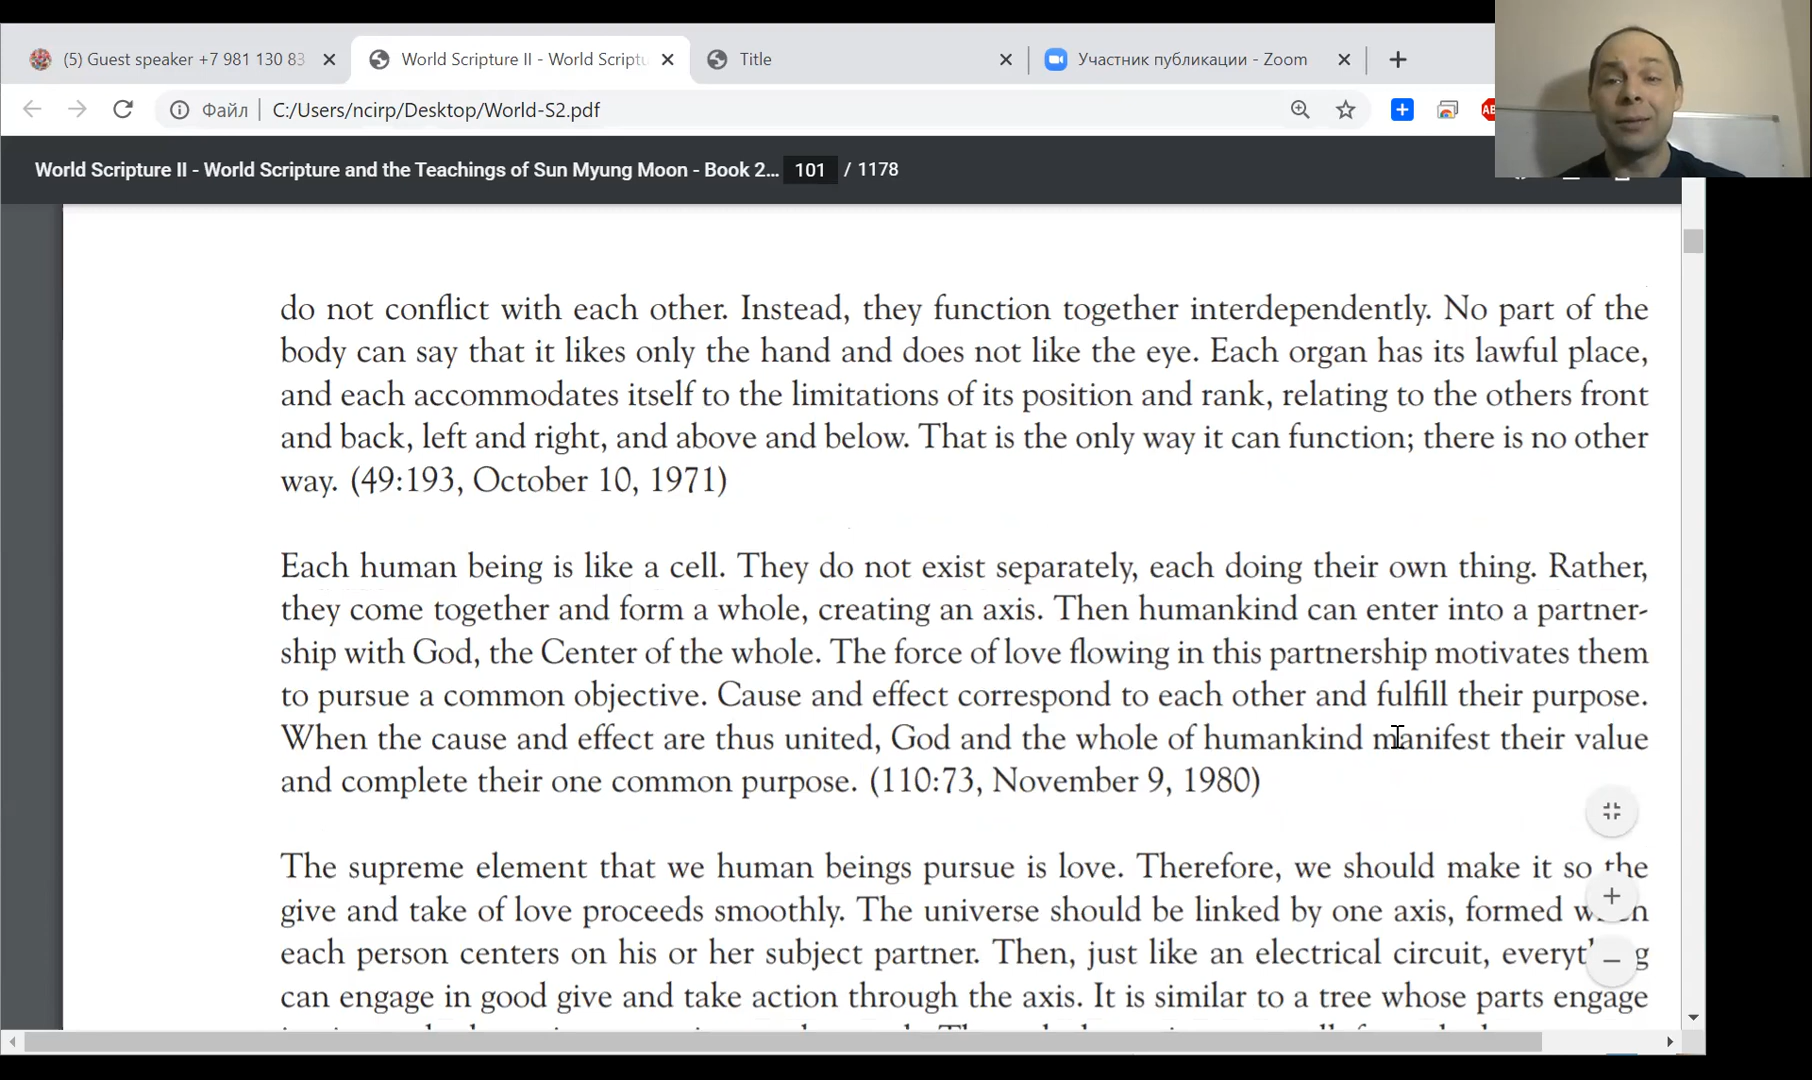 (5) Guest speaker +7 981 130 83
World Scripture II - World Scriptu
Title
Участник публикации - Zoom
Файл
C:/Users/ncirp/Desktop/World-S2.pdf
World Scripture II - World Scripture and the Teachings of Sun Myung Moon - Book 2... 101 / 1178
do not conflict with each other. Instead, they function together interdependently. No part of the
body can say that it likes only the hand and does not like the eye. Each organ has its lawful place,
and each accommodates itself to the limitations of its position and rank, relating to the others front
and back, left and right, and above and below. That is the only way it can function; there is no other
way. (49:193, October 10, 1971)
Each human being is like a cell. They do not exist separately, each doing their own thing. Rather,
they come together and form a whole, creating an axis. Then humankind can enter into a partner-
ship with God, the Center of the whole. The force of love flowing in this partnership motivates them
to pursue a common objective. Cause and effect correspond to each other and fulfill their purpose.
When the cause and effect are thus united, God and the whole of humankind manifest their value
and complete their one common purpose. (110:73, November 9, 1980)
The supreme element that we human beings pursue is love. Therefore, we should make it so the
give and take of love proceeds smoothly. The universe should be linked by one axis, formed when
each person centers on his or her subject partner. Then, just like an electrical circuit, everything
can engage in good give and take action through the axis. It is similar to a tree whose parts engage